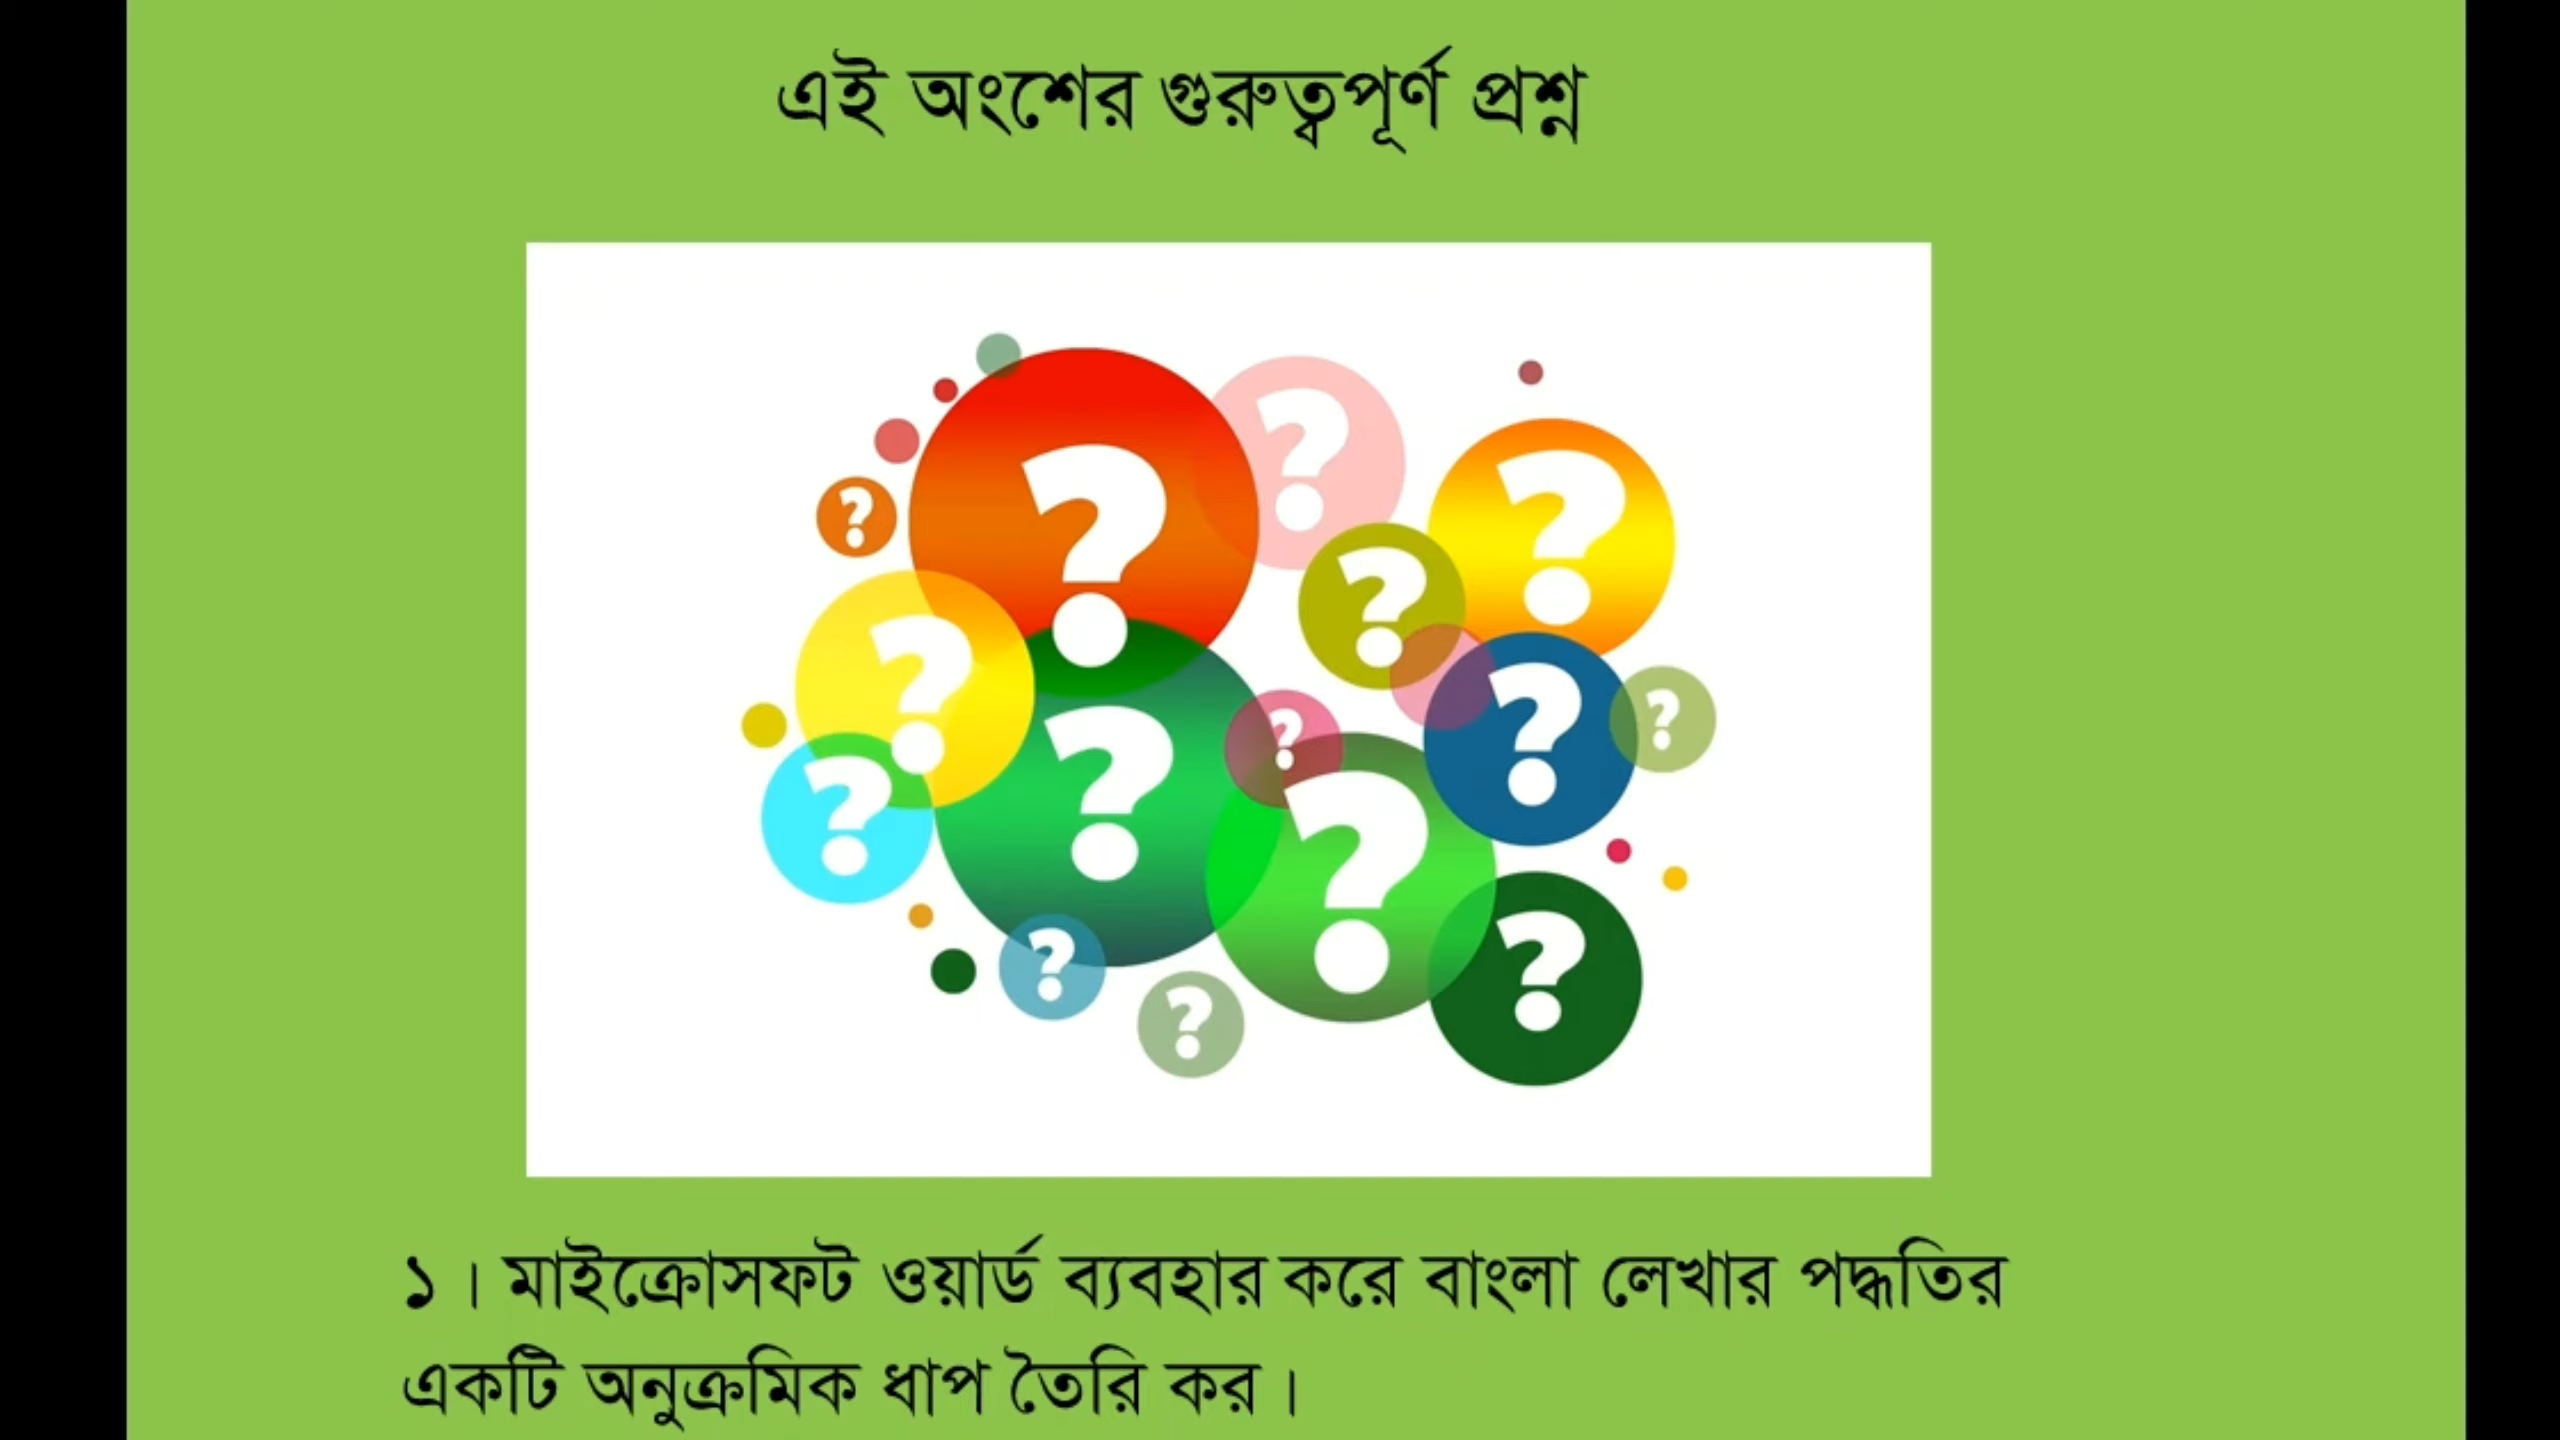 এই অংশের গুরুত্বপূর্ণ প্রশ্ন
? ? ? ? ? ? ? ? ? ? ? ? ? ?
১। মাইক্রোসফট ওয়ার্ড ব্যবহার করে বাংলা লেখার পদ্ধতির
একটি অনুক্রমিক ধাপ তৈরি কর।